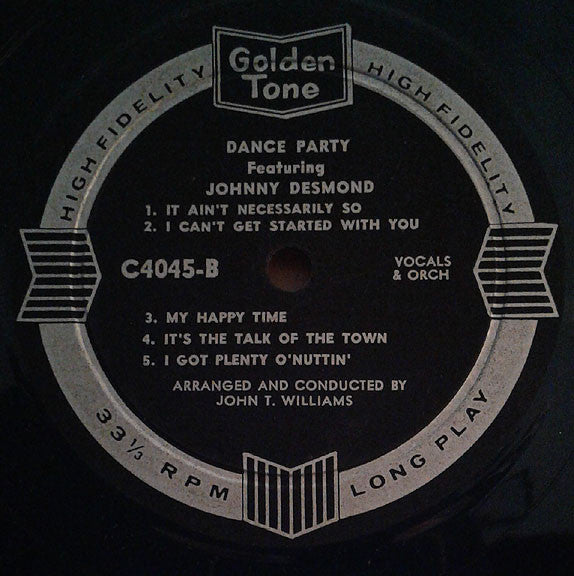 Golden
Tone
HIGH FIDELITY
HIGH FIDELITY
DANCE PARTY
Featuring
JOHNNY DESMOND
1. IT AIN'T NECESSARILY SO
2. I CAN'T GET STARTED WITH YOU
C4045-B
VOCALS
& ORCH
3. MY HAPPY TIME
4. IT'S THE TALK OF THE TOWN
5. I GOT PLENTY O'NUTTIN'
ARRANGED AND CONDUCTED BY
JOHN T. WILLIAMS
33⅓ RPM
LONG PLAY